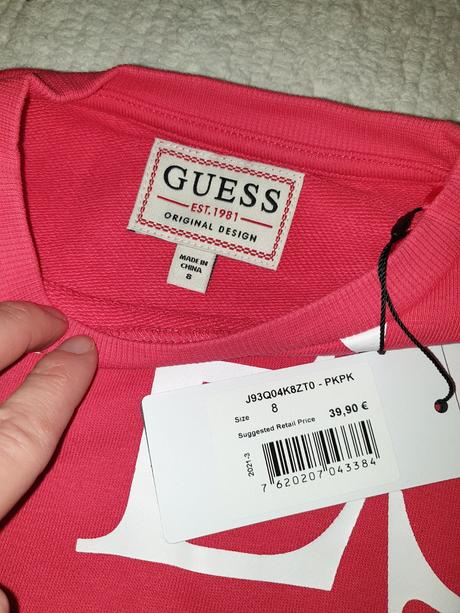 GUESS
EST. 1981
ORIGINAL DESIGN
MADE IN
CHINA
8
J93Q04K8ZT0 - PKPK
Size 8
Suggested Retail Price 39,90 €
2021-3
7 620207 043384